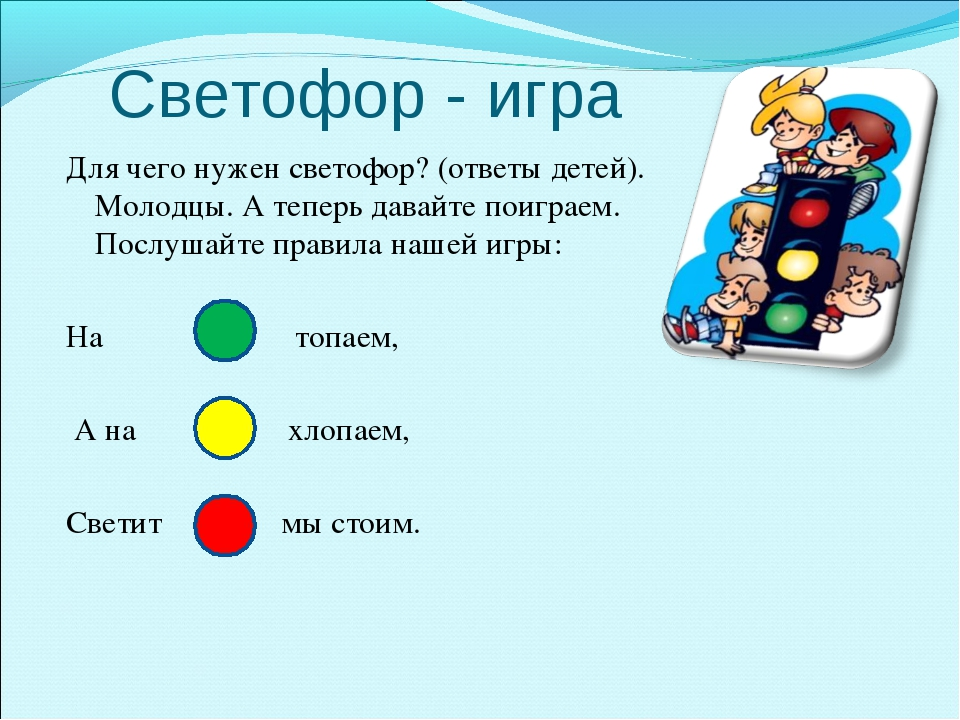 Светофор - игра
Для чего нужен светофор? (ответы детей).
Молодцы. А теперь давайте поиграем.
Послушайте правила нашей игры:
На топаем,
А на хлопаем,
Светит мы стоим.